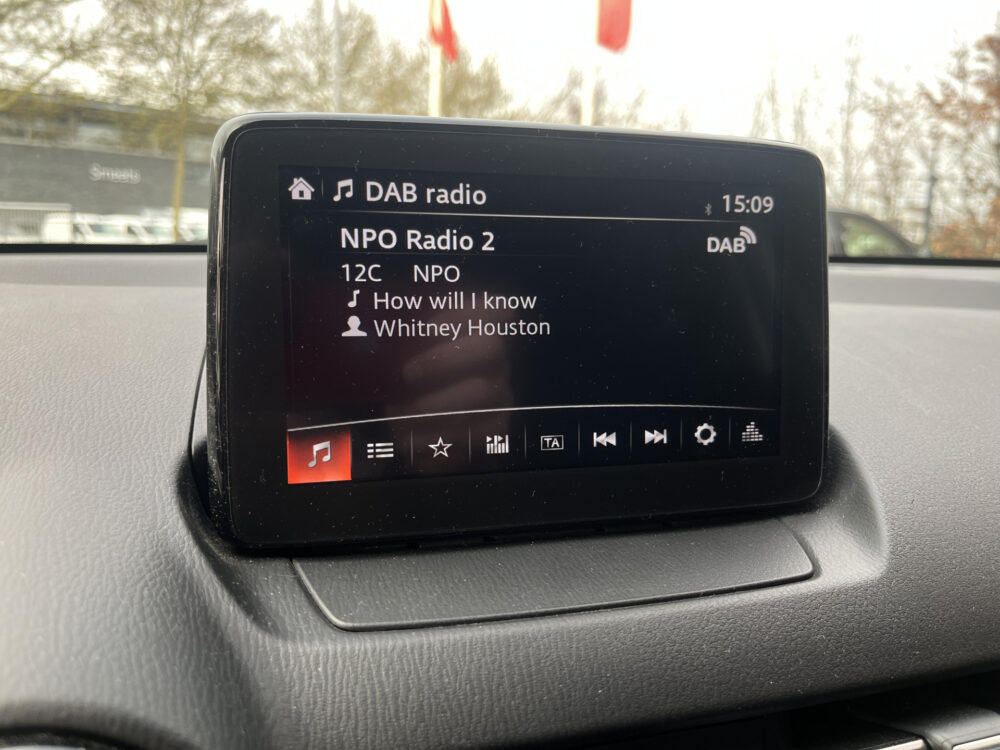 Smeets
DAB radio
15:09
NPO Radio 2
DAB
12C NPO
How will I know
Whitney Houston
TA